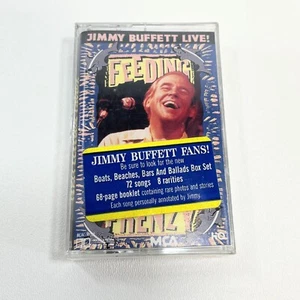 JIMMY BUFFETT LIVE!
FEEDING
JIMMY BUFFETT FANS!
Be sure to look for the new
Boats, Beaches, Bars And Ballads Box Set
72 songs 8 rarities
68-page booklet containing rare photos and stories
Each song personally annotated by Jimmy.
FRENZY
MCA
HiQ